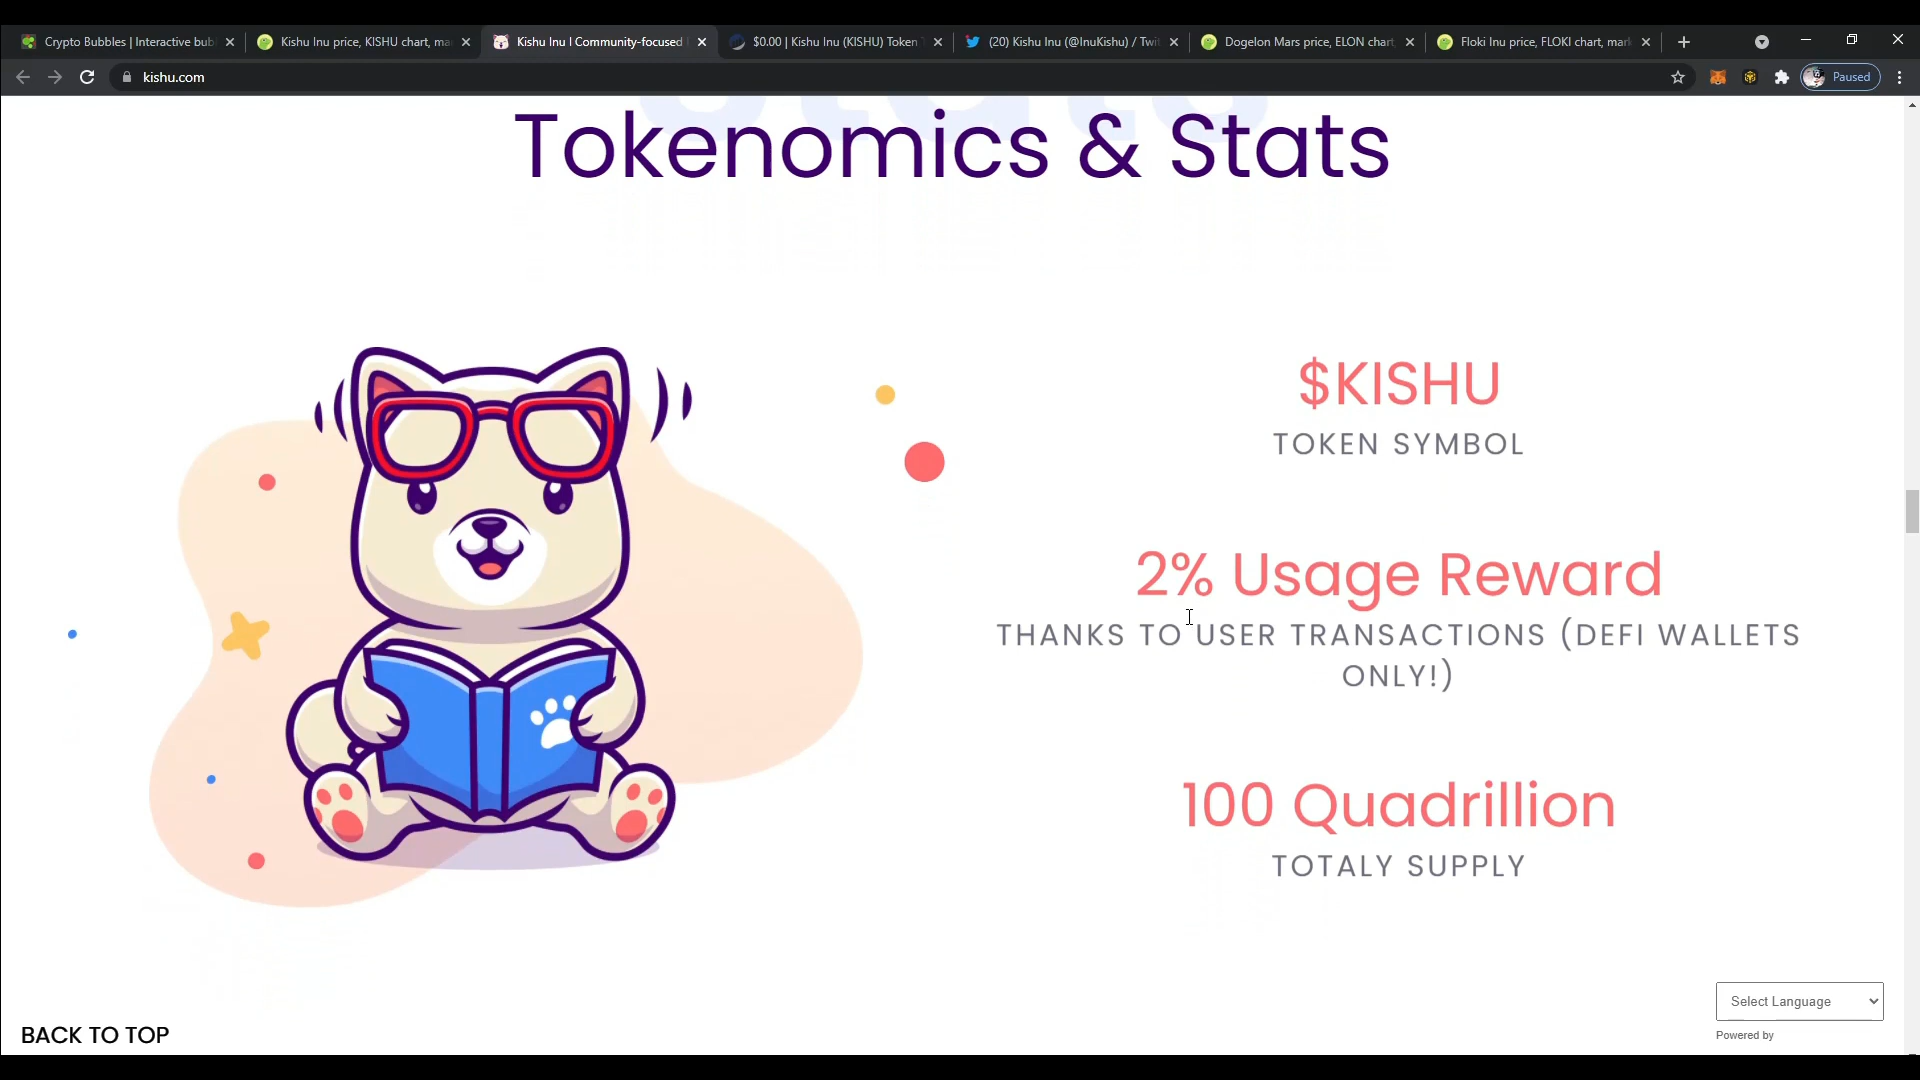 Crypto Bubbles | Interactive bub
Kishu Inu price, KISHU chart, ma
Kishu Inu | Community-focused
$0.00 | Kishu Inu (KISHU) Token
(20) Kishu Inu (@InuKishu) / Twit
Dogelon Mars price, ELON chart,
Floki Inu price, FLOKI chart, mark
kishu.com
Paused
Stats
Tokenomics & Stats
$KISHU
TOKEN SYMBOL
2% Usage Reward
THANKS TO USER TRANSACTIONS (DEFI WALLETS
ONLY!)
100 Quadrillion
TOTALY SUPPLY
Select Language
BACK TO TOP
Powered by